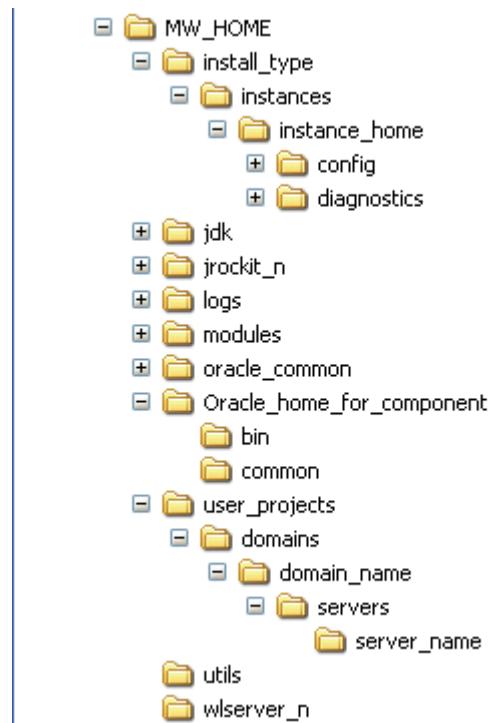 MW_HOME
install_type
instances
instance_home
config
diagnostics
jdk
jrockit_n
logs
modules
oracle_common
Oracle_home_for_component
bin
common
user_projects
domains
domain_name
servers
server_name
utils
wlserver_n